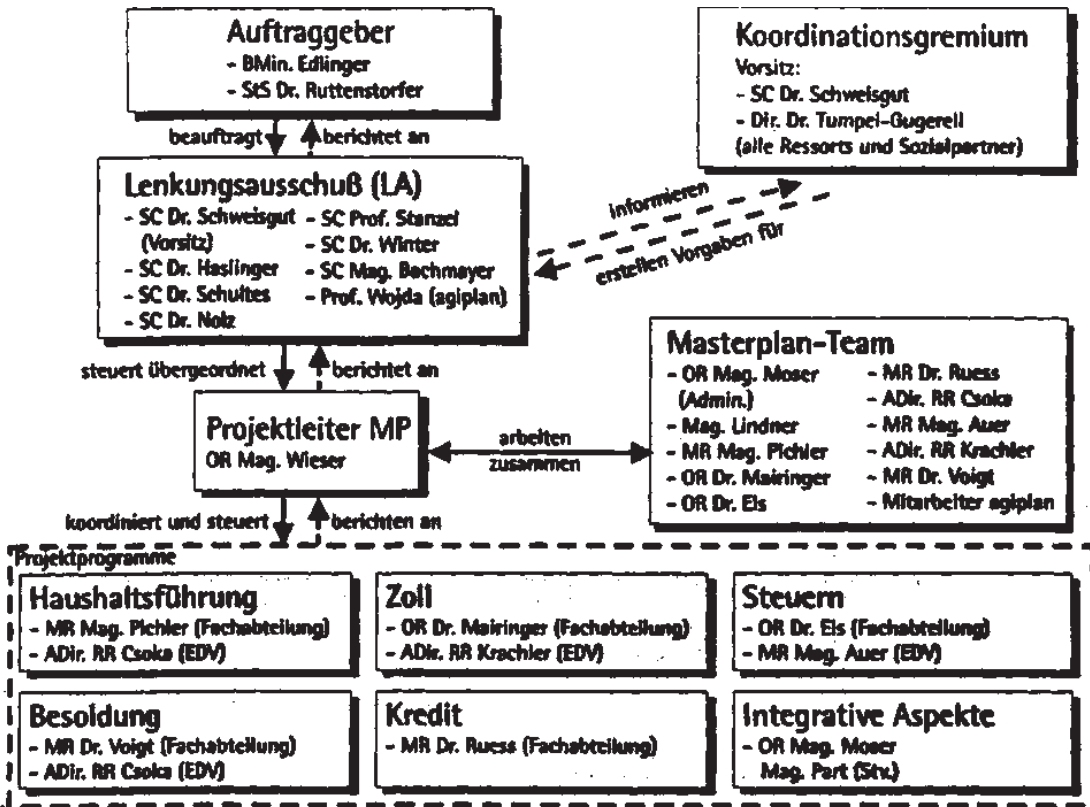 Auftraggeber
- BMin. Edlinger
- StS Dr. Ruttenstorfer
Koordinationsgremium
Vorsitz:
- SC Dr. Schweisgut
- Dir. Dr. Tumpel-Gugerell
(alle Ressorts und Sozialpartner)
beauftragt
berichtet an
Lenkungsausschuß (LA)
- SC Dr. Schweisgut
(Vorsitz)
- SC Dr. Haslinger
- SC Dr. Schultes
- SC Dr. Nolz
- SC Prof. Stanzel
- SC Dr. Winter
- SC Mag. Bachmayer
- Prof. Wojda (agiplan)
informieren
erstellen Vorgaben für
steuert übergeordnet
berichtet an
Projektleiter MP
OR Mag. Wieser
arbeiten
zusammen
Masterplan-Team
- OR Mag. Moser
(Admin.)
- Mag. Lindner
- MR Mag. Pichler
- OR Dr. Mairinger
- OR Dr. Els
- MR Dr. Ruess
- ADir. RR Csoka
- MR Mag. Auer
- ADir. RR Krachler
- MR Dr. Voigt
- Mitarbeiter agiplan
koordiniert und steuert
berichten an
Projektprogramme
Haushaltsführung
- MR Mag. Pichler (Fachabteilung)
- ADir. RR Csoka (EDV)
Zoll
- OR Dr. Mairinger (Fachabteilung)
- ADir. RR Krachler (EDV)
Steuern
- OR Dr. Els (Fachabteilung)
- MR Mag. Auer (EDV)
Besoldung
- MR Dr. Voigt (Fachabteilung)
- ADir. RR Csoka (EDV)
Kredit
- MR Dr. Ruess (Fachabteilung)
Integrative Aspekte
- OR Mag. Moser
Mag. Part (Stv.)